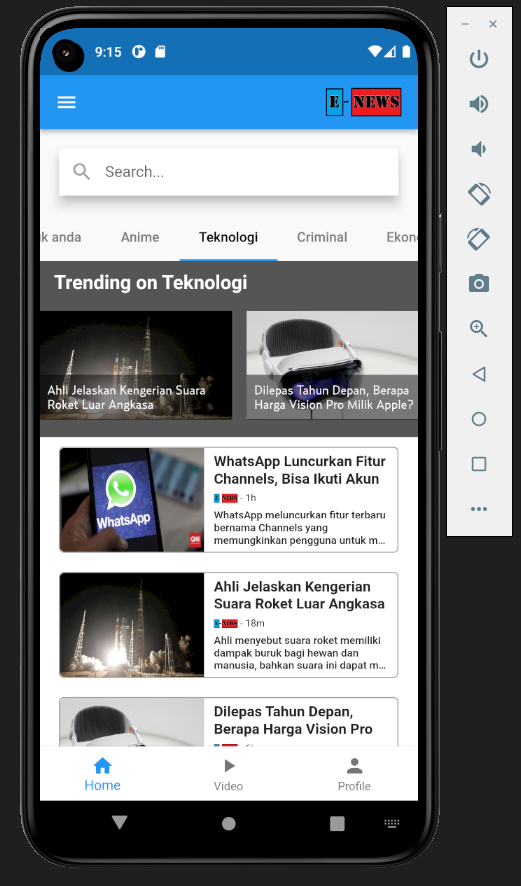 9:15
E-NEWS
Search...
k anda
Anime
Teknologi
Criminal
Ekon
Trending on Teknologi
Ahli Jelaskan Kengerian Suara
Roket Luar Angkasa
Dilepas Tahun Depan, Berapa
Harga Vision Pro Milik Apple?
WhatsApp
CNN
WhatsApp Luncurkan Fitur
Channels, Bisa Ikuti Akun
E-NEWS - 1h
WhatsApp meluncurkan fitur terbaru
bernama Channels yang
memungkinkan pengguna untuk m...
Ahli Jelaskan Kengerian
Suara Roket Luar Angkasa
E-NEWS - 18m
Ahli menyebut suara roket memiliki
dampak buruk bagi hewan dan
manusia, bahkan suara ini dapat m...
Dilepas Tahun Depan,
Berapa Harga Vision Pro
Home
Video
Profile